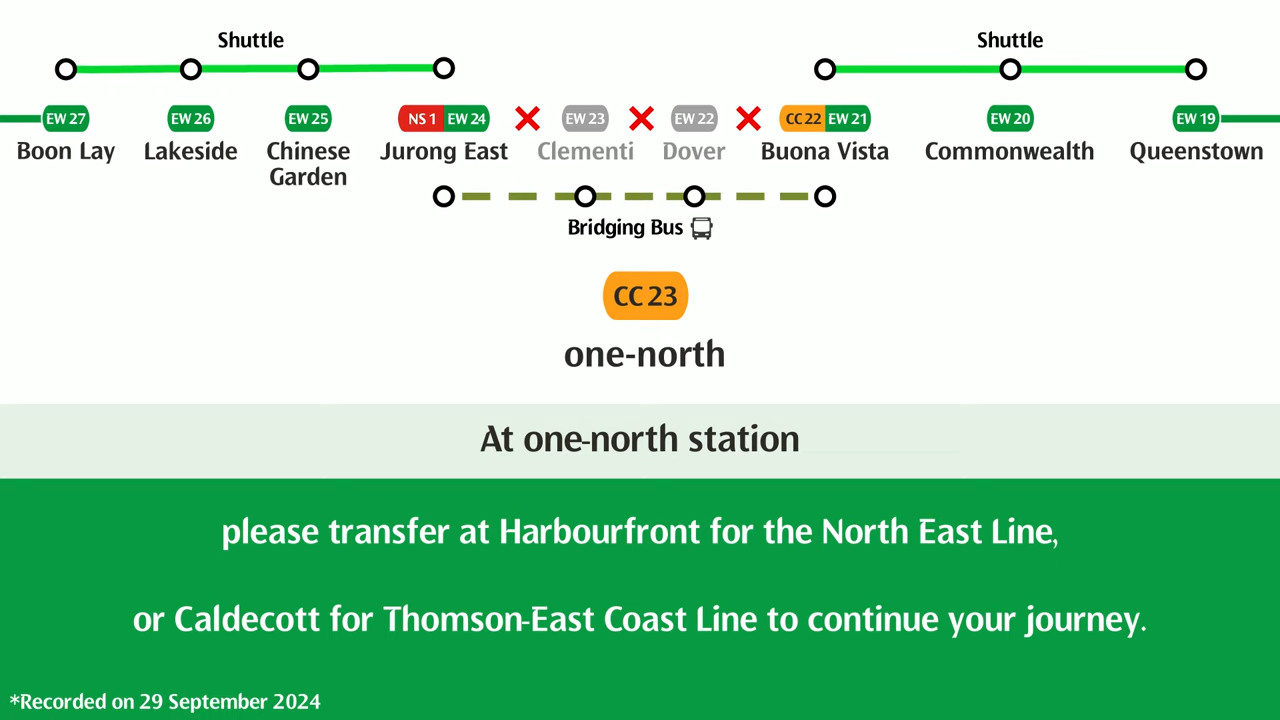 Shuttle Shuttle
EW 27 EW 26 EW 25 NS 1 EW 24 EW 23 EW 22 CC 22 EW 21 EW 20 EW 19
Boon Lay Lakeside Chinese Jurong East Clementi Dover Buona Vista Commonwealth Queenstown
Garden
Bridging Bus
CC 23
one-north
At one-north station
please transfer at Harbourfront for the North East Line,
or Caldecott for Thomson-East Coast Line to continue your journey.
*Recorded on 29 September 2024